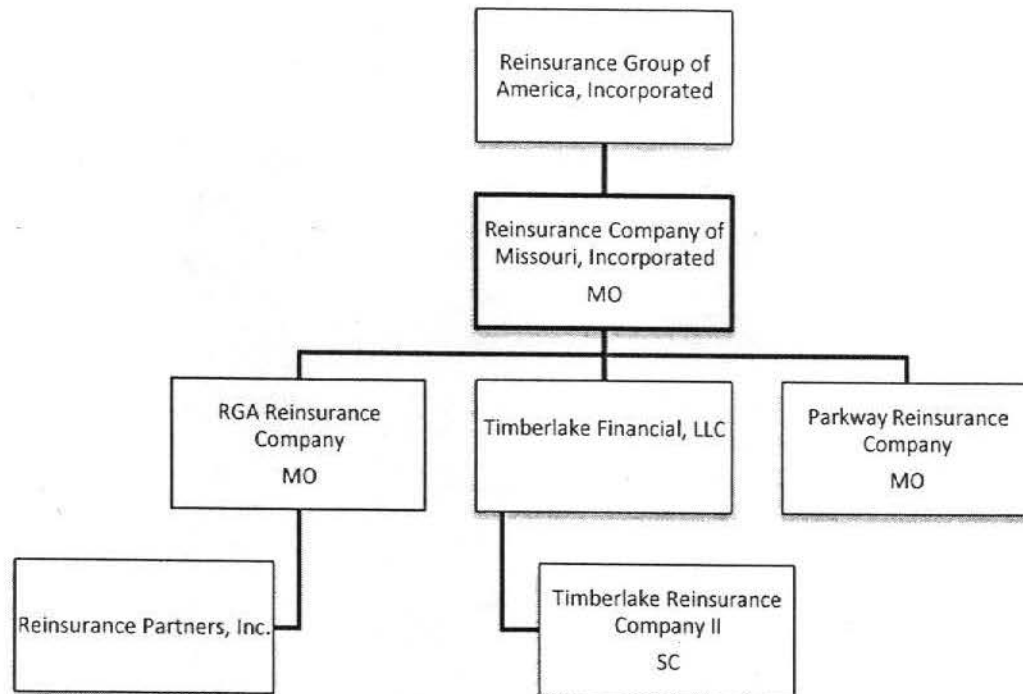 Reinsurance Group of
America, Incorporated
Reinsurance Company of
Missouri, Incorporated
MO
RGA Reinsurance
Company
MO
Timberlake Financial, LLC
Parkway Reinsurance
Company
MO
Reinsurance Partners, Inc.
Timberlake Reinsurance
Company II
SC